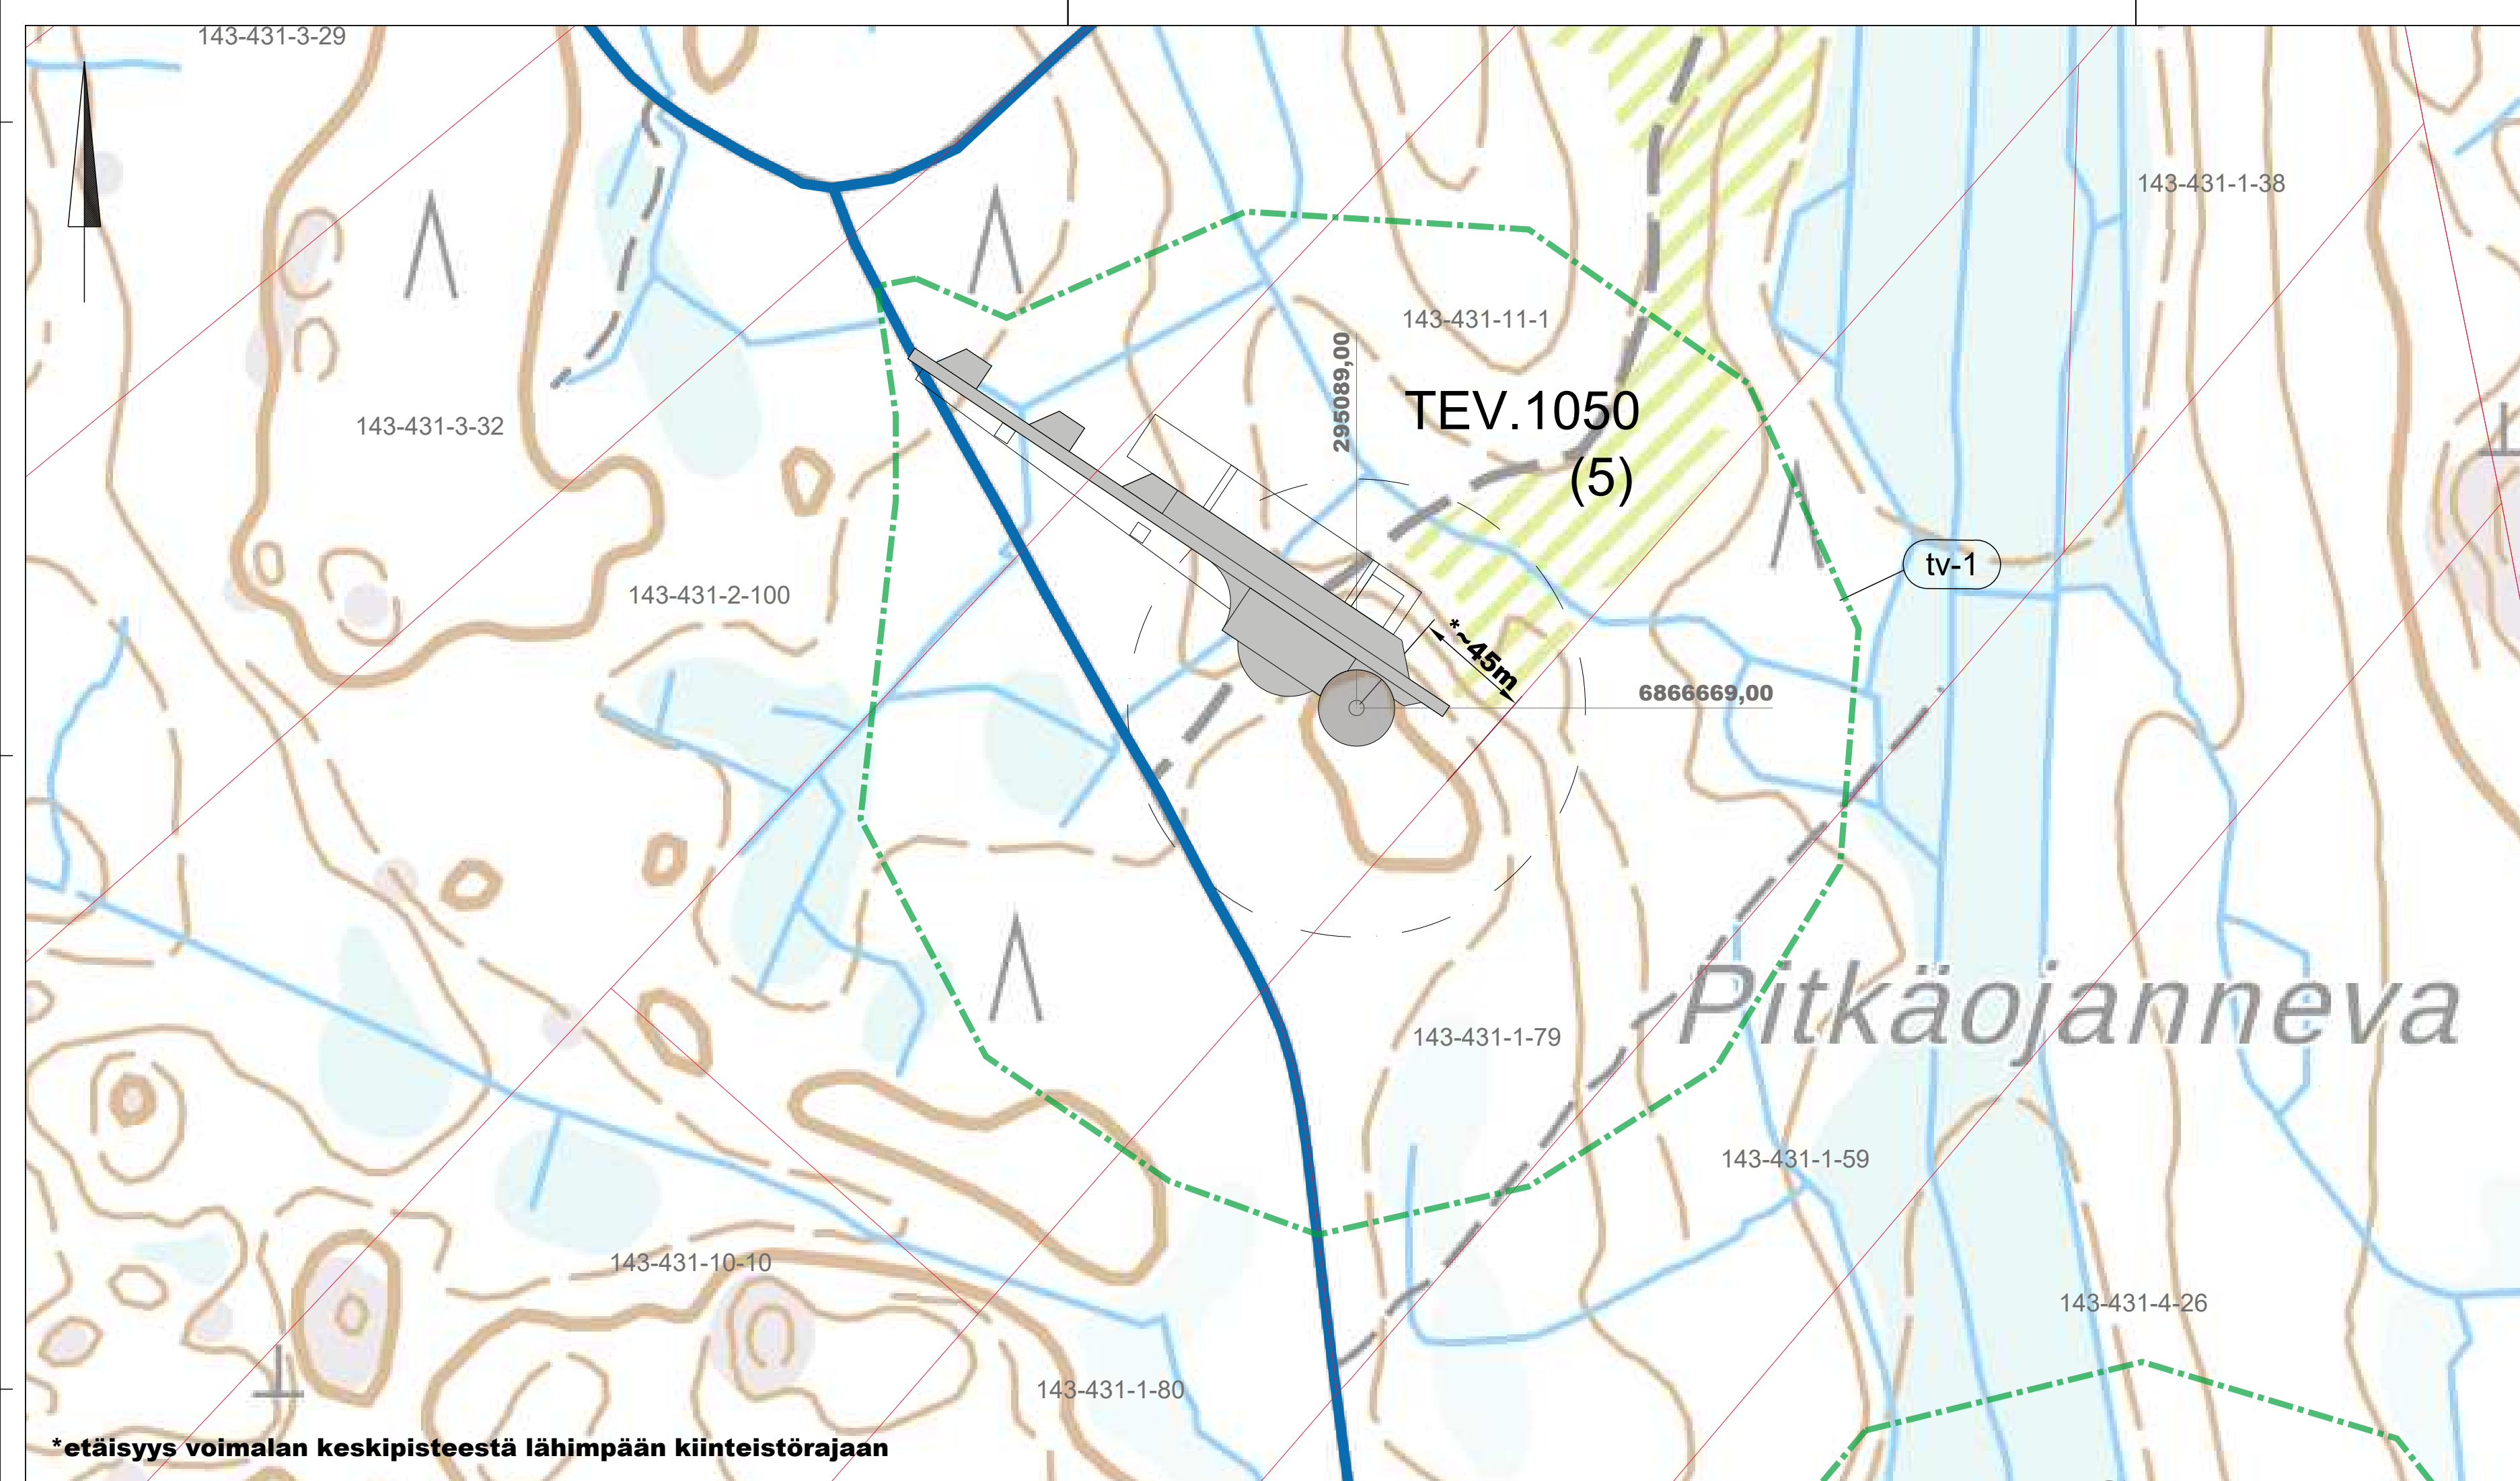 143-431-3-29
143-431-1-38
143-431-11-1
295089,00
TEV.1050
(5)
143-431-3-32
tv-1
143-431-2-100
*~45m
6866669,00
Pitkäojanneva
143-431-1-79
143-431-1-59
143-431-10-10
143-431-4-26
143-431-1-80
*etäisyys voimalan keskipisteestä lähimpään kiinteistörajaan